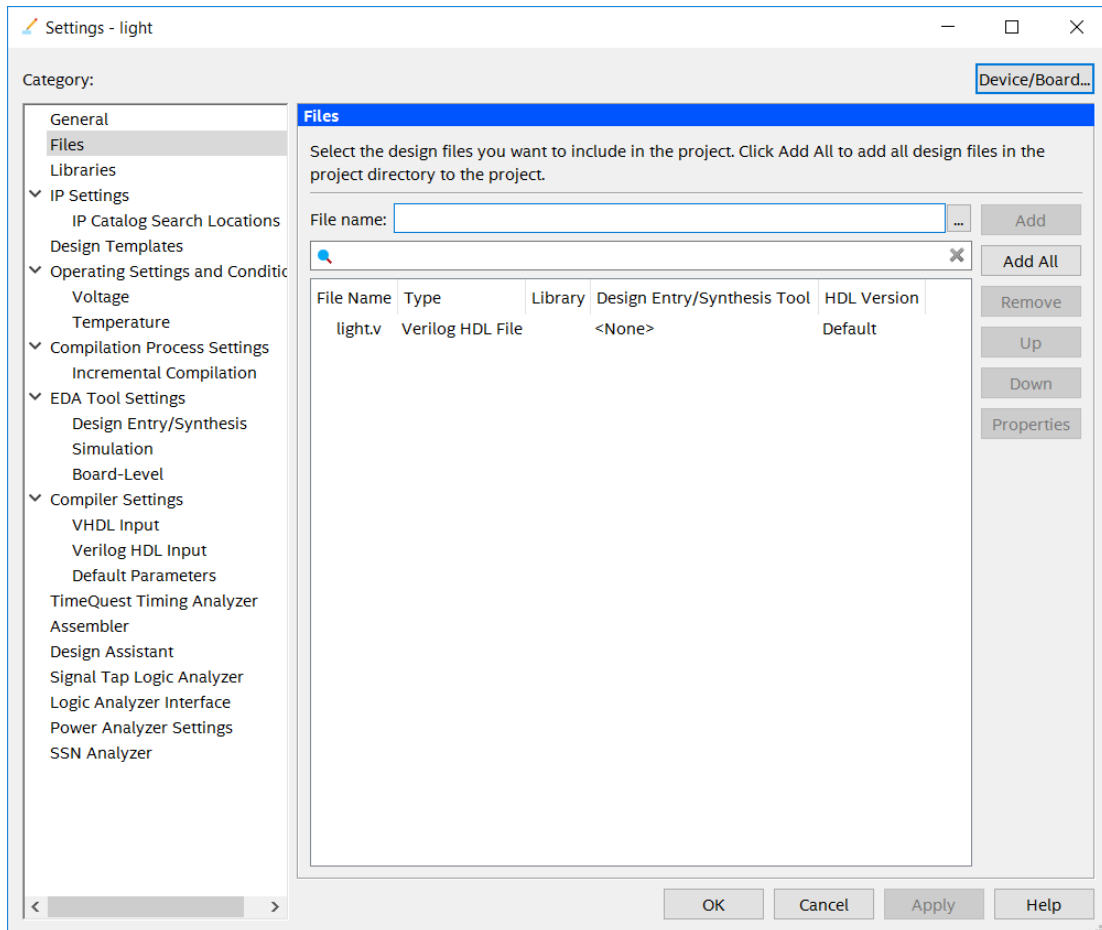 Settings - light
Category:
Device/Board...
General
Files
Libraries
IP Settings
IP Catalog Search Locations
Design Templates
Operating Settings and Conditic
Voltage
Temperature
Compilation Process Settings
Incremental Compilation
EDA Tool Settings
Design Entry/Synthesis
Simulation
Board-Level
Compiler Settings
VHDL Input
Verilog HDL Input
Default Parameters
TimeQuest Timing Analyzer
Assembler
Design Assistant
Signal Tap Logic Analyzer
Logic Analyzer Interface
Power Analyzer Settings
SSN Analyzer
Files
Select the design files you want to include in the project. Click Add All to add all design files in the
project directory to the project.
File name: ... Add
Add All
File Name Type Library Design Entry/Synthesis Tool HDL Version
light.v Verilog HDL File <None> Default
Remove
Up
Down
Properties
OK Cancel Apply Help